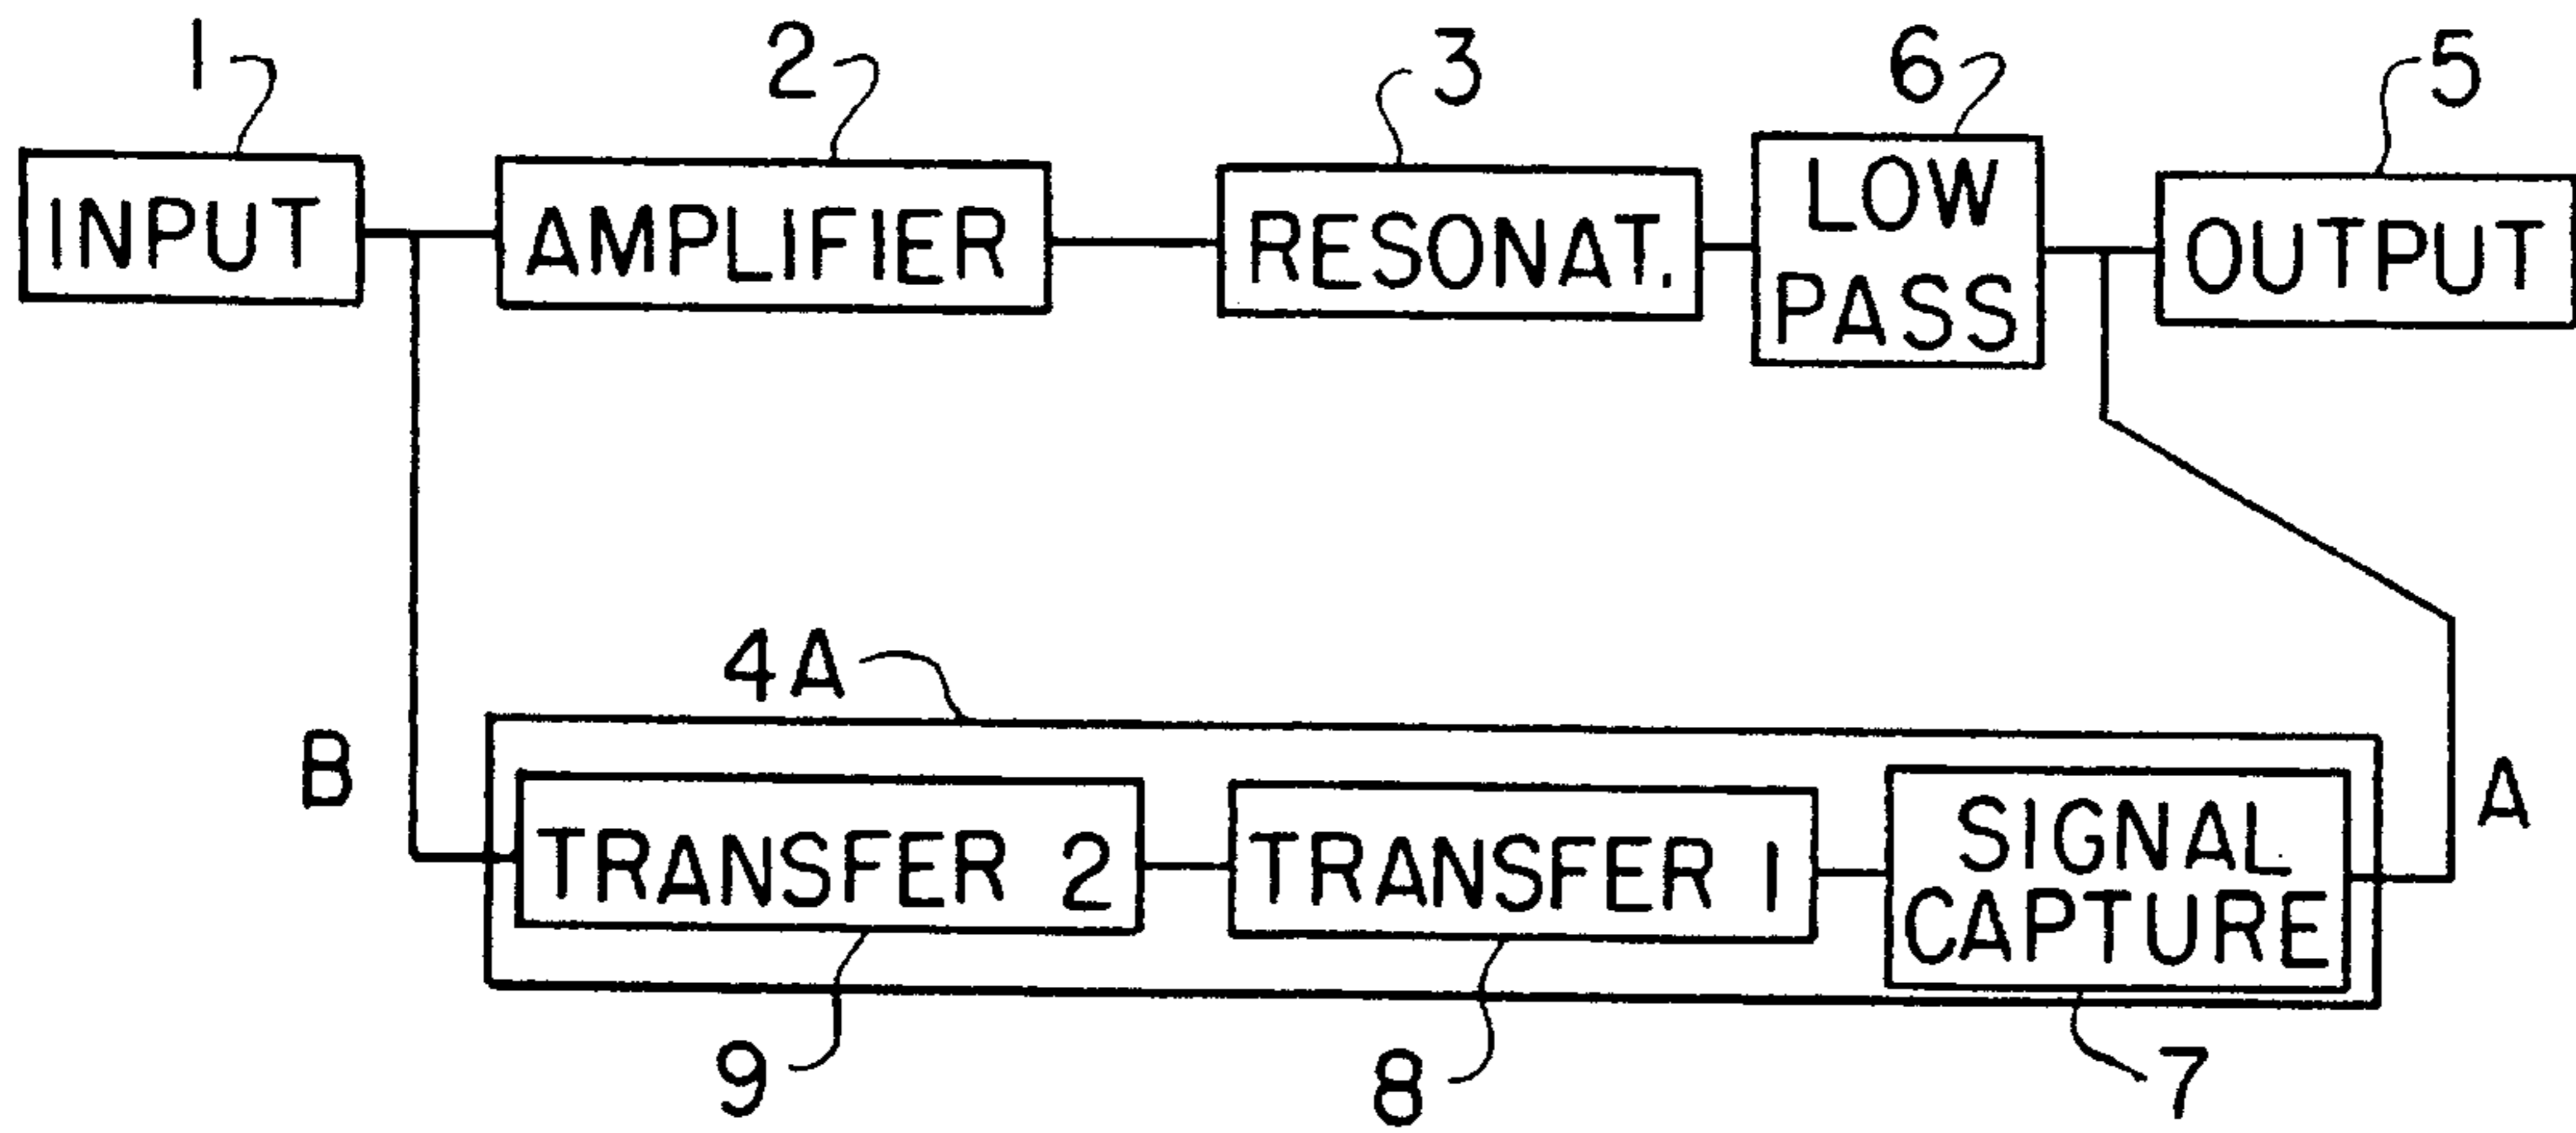 1 2 3 6 5
INPUT AMPLIFIER RESONAT. LOW PASS OUTPUT
4A
B A
TRANSFER 2 TRANSFER 1 SIGNAL CAPTURE
9 8 7